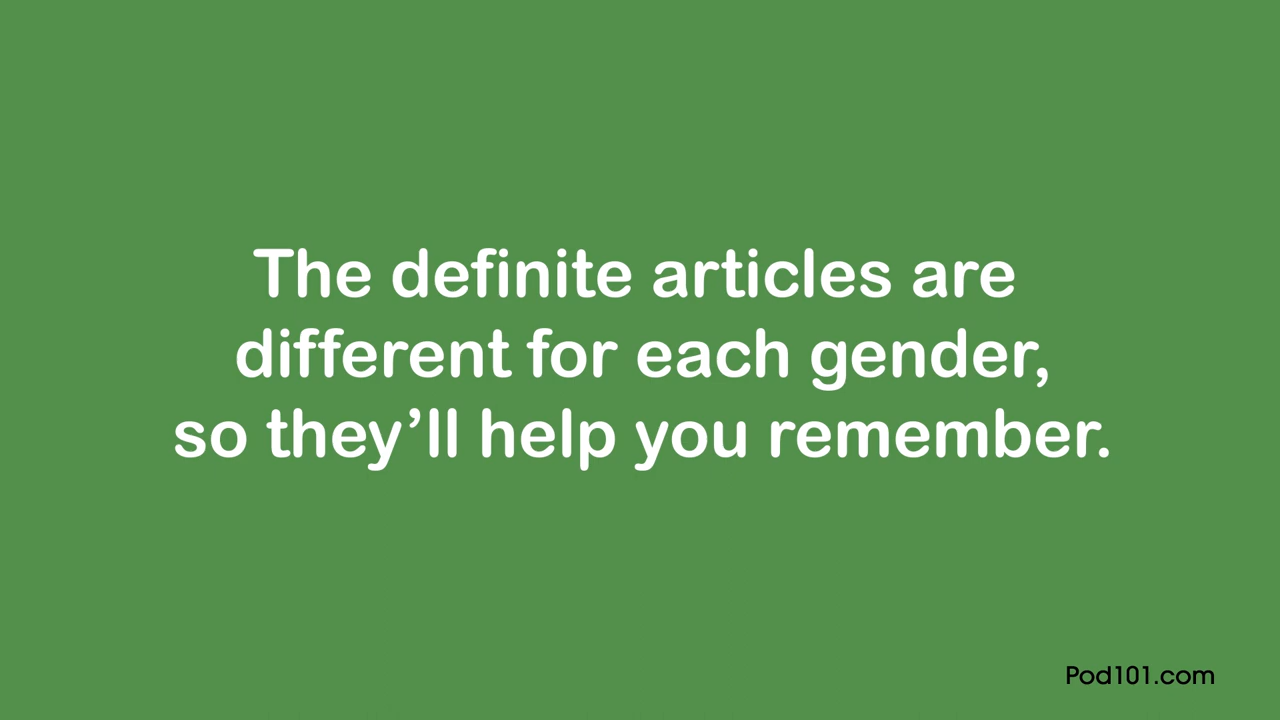 The definite articles are
different for each gender,
so they’ll help you remember.
Pod101.com